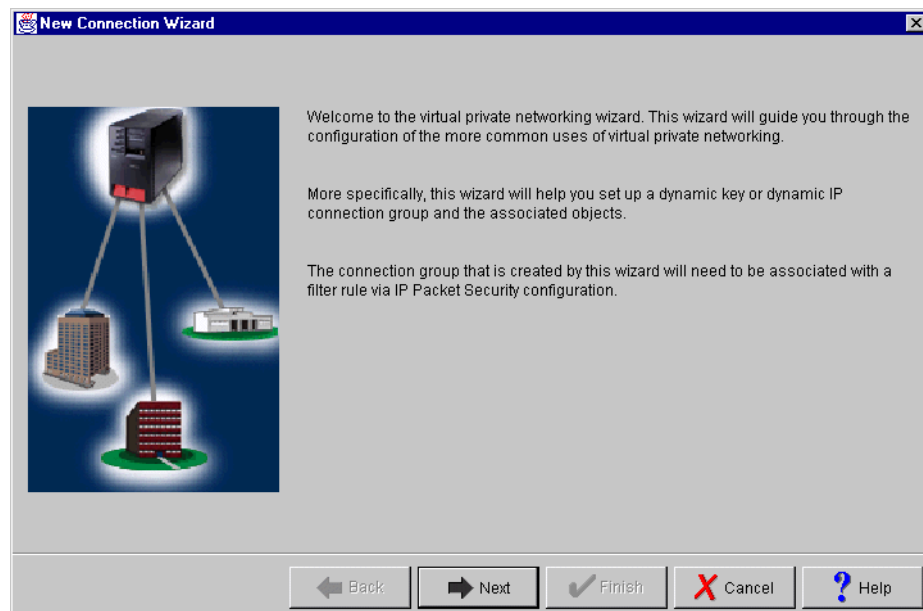 New Connection Wizard
Welcome to the virtual private networking wizard. This wizard will guide you through the
configuration of the more common uses of virtual private networking.
More specifically, this wizard will help you set up a dynamic key or dynamic IP
connection group and the associated objects.
The connection group that is created by this wizard will need to be associated with a
filter rule via IP Packet Security configuration.
Back
Next
Finish
Cancel
? Help